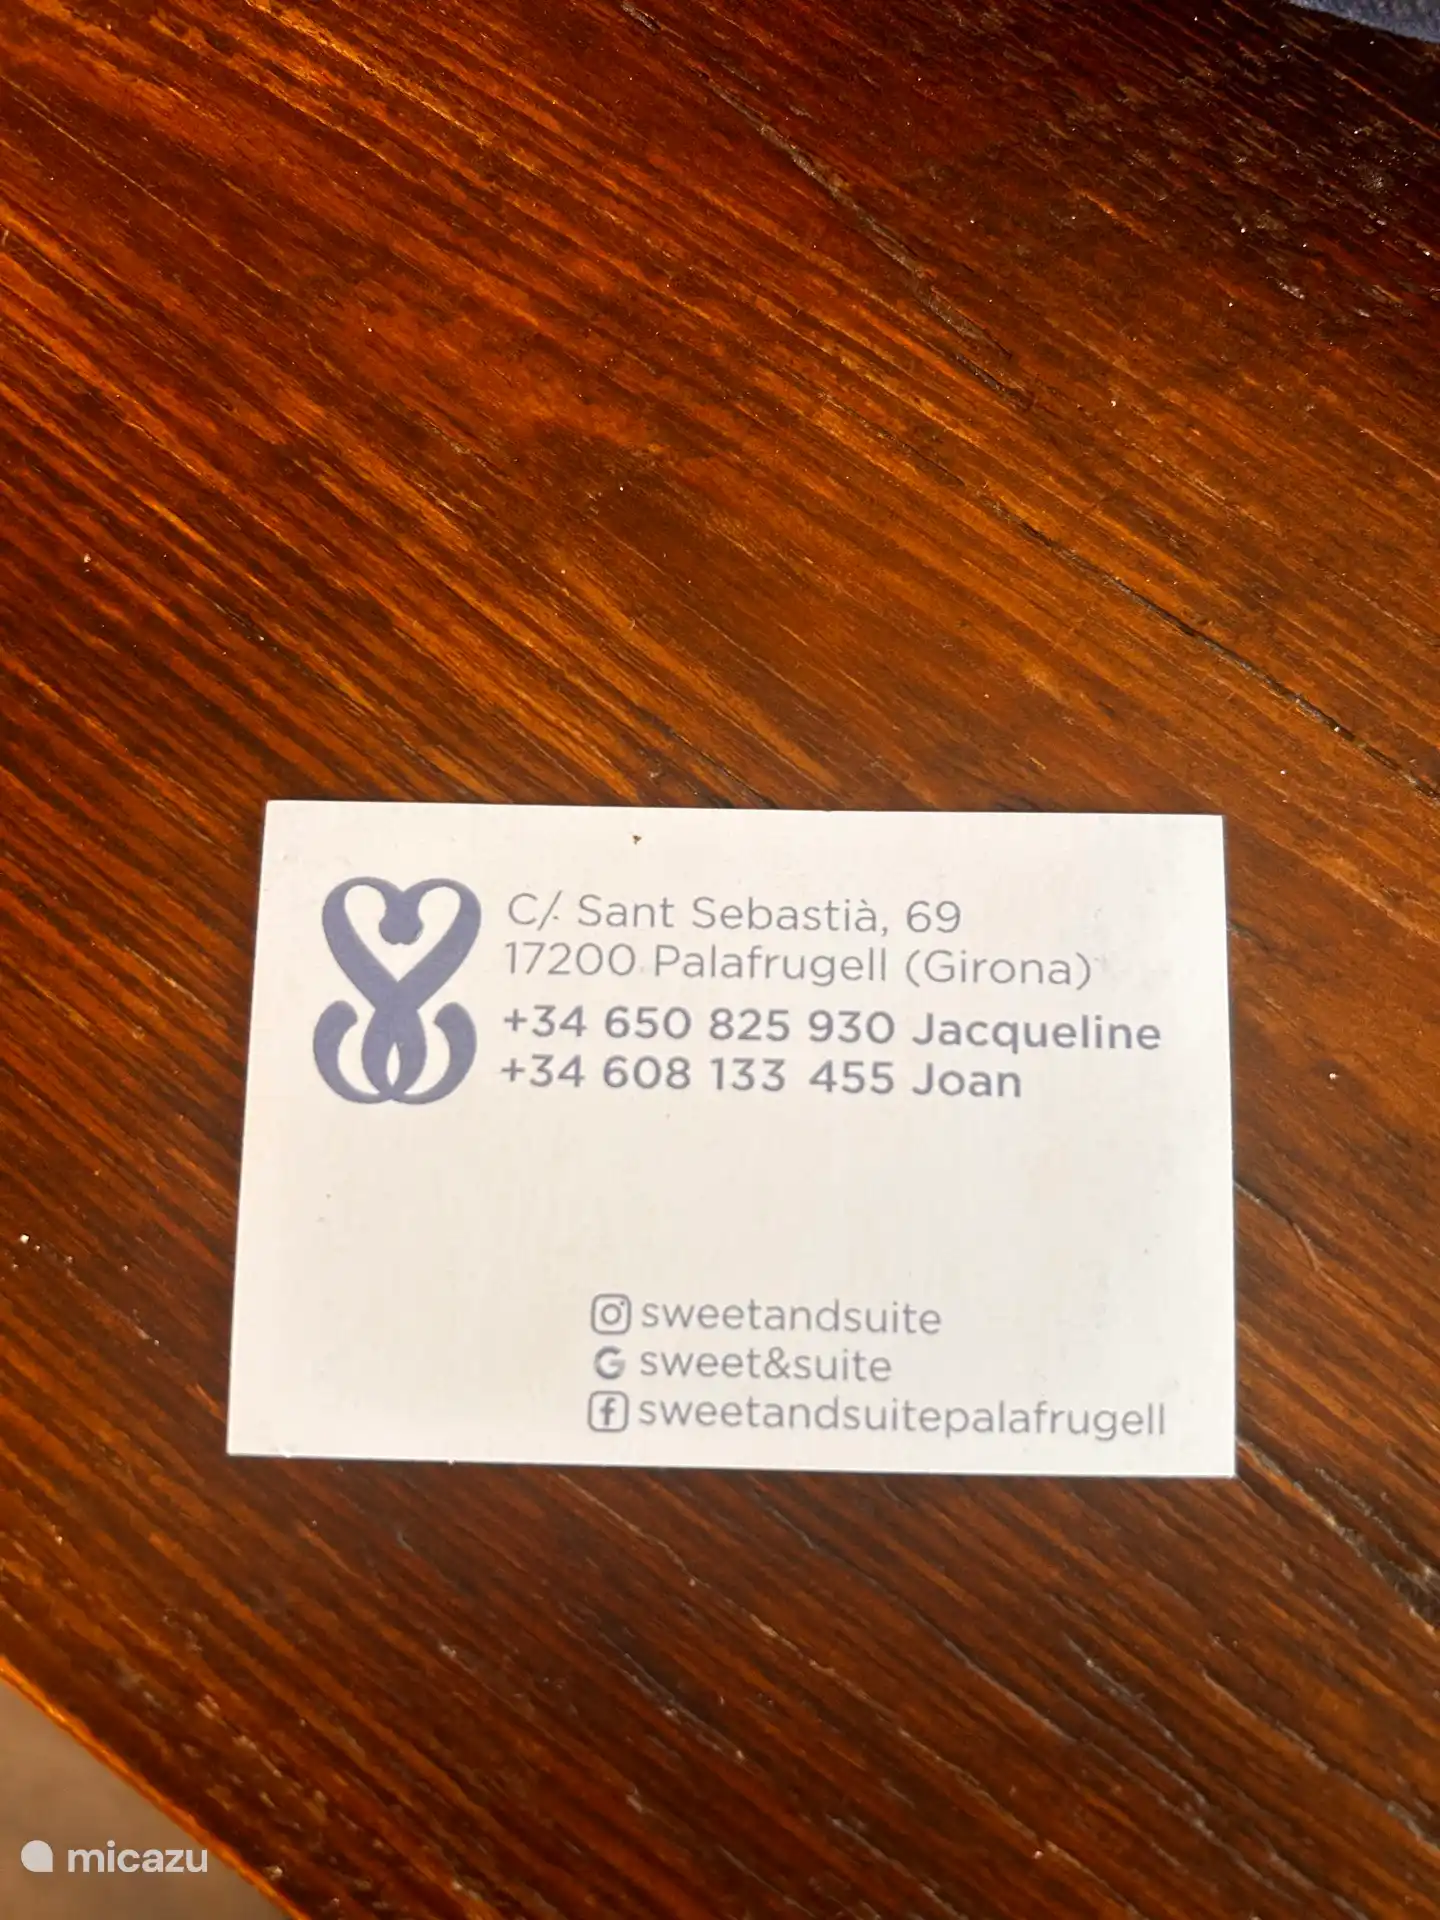 C/. Sant Sebastià, 69
17200 Palafrugell (Girona)
+34 650 825 930 Jacqueline
+34 608 133 455 Joan
sweetandsuite
sweet&suite
sweetandsuitepalafrugell
micazu